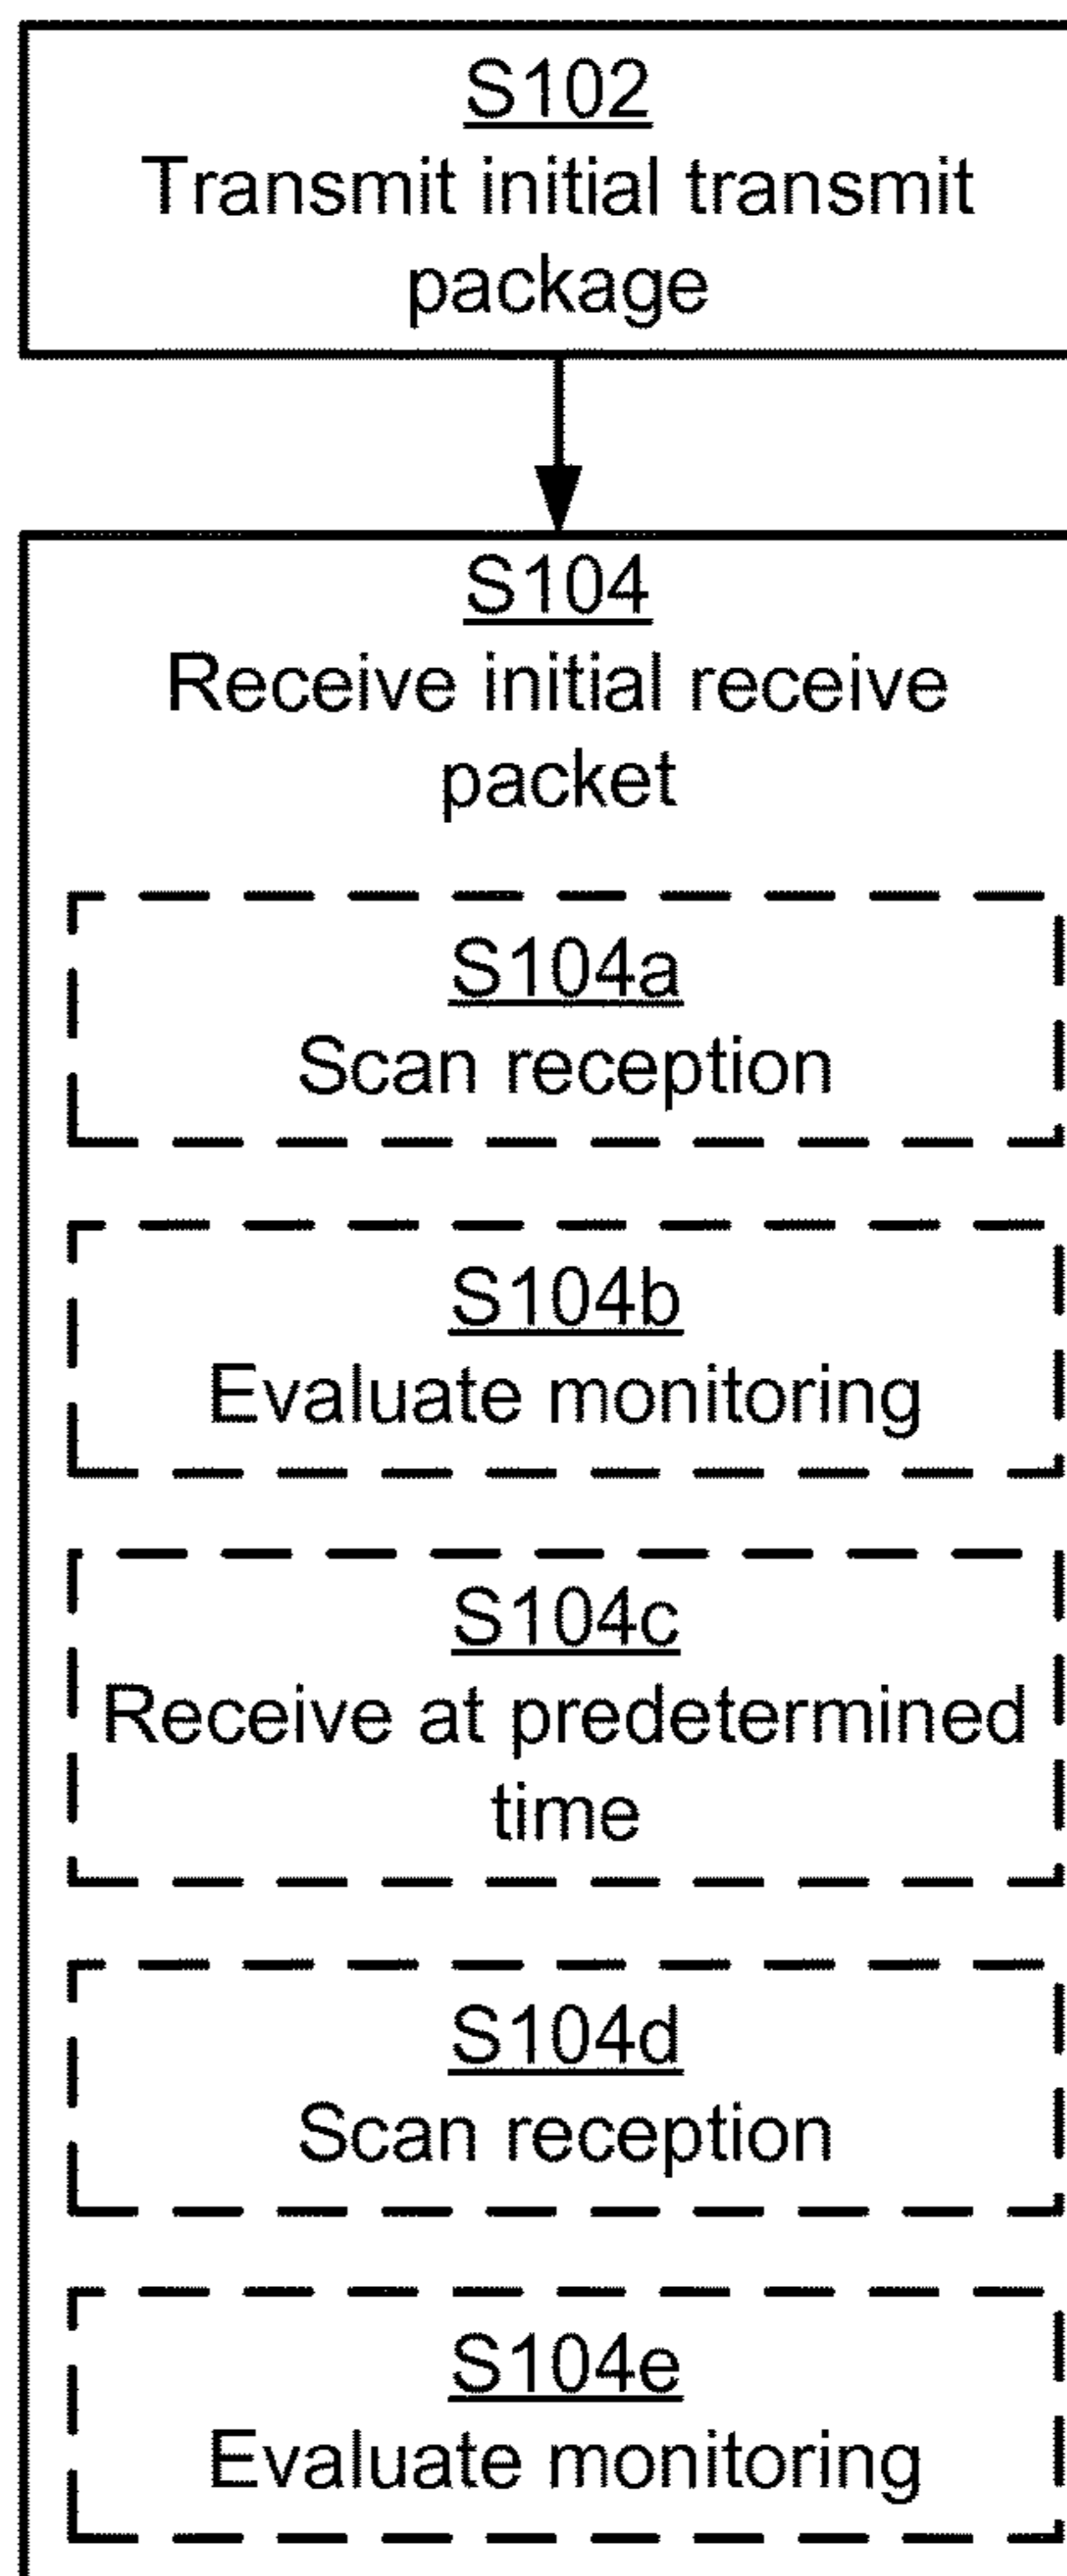 S102
Transmit initial transmit
package
S104
Receive initial receive
packet
S104a
Scan reception
S104b
Evaluate monitoring
S104c
Receive at predetermined
time
S104d
Scan reception
S104e
Evaluate monitoring